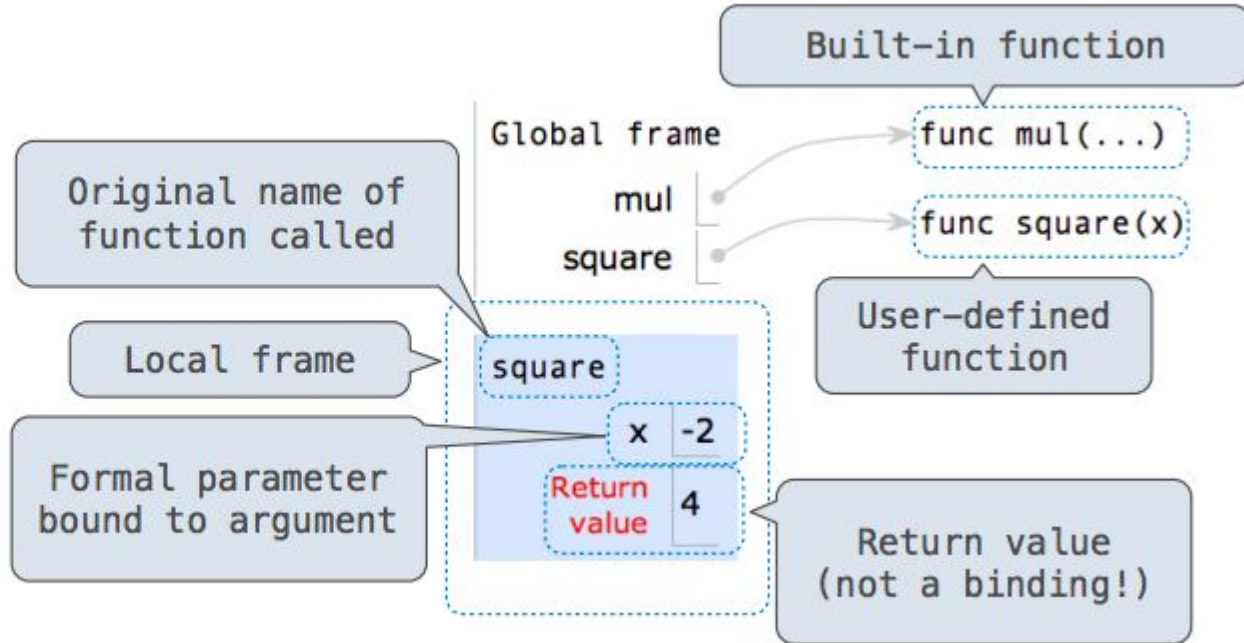 Built-in function
Global frame
func mul(...)
mul
Original name of
function called
func square(x)
square
User-defined
function
Local frame
square
x -2
Formal parameter
bound to argument
Return
value
4
Return value
(not a binding!)